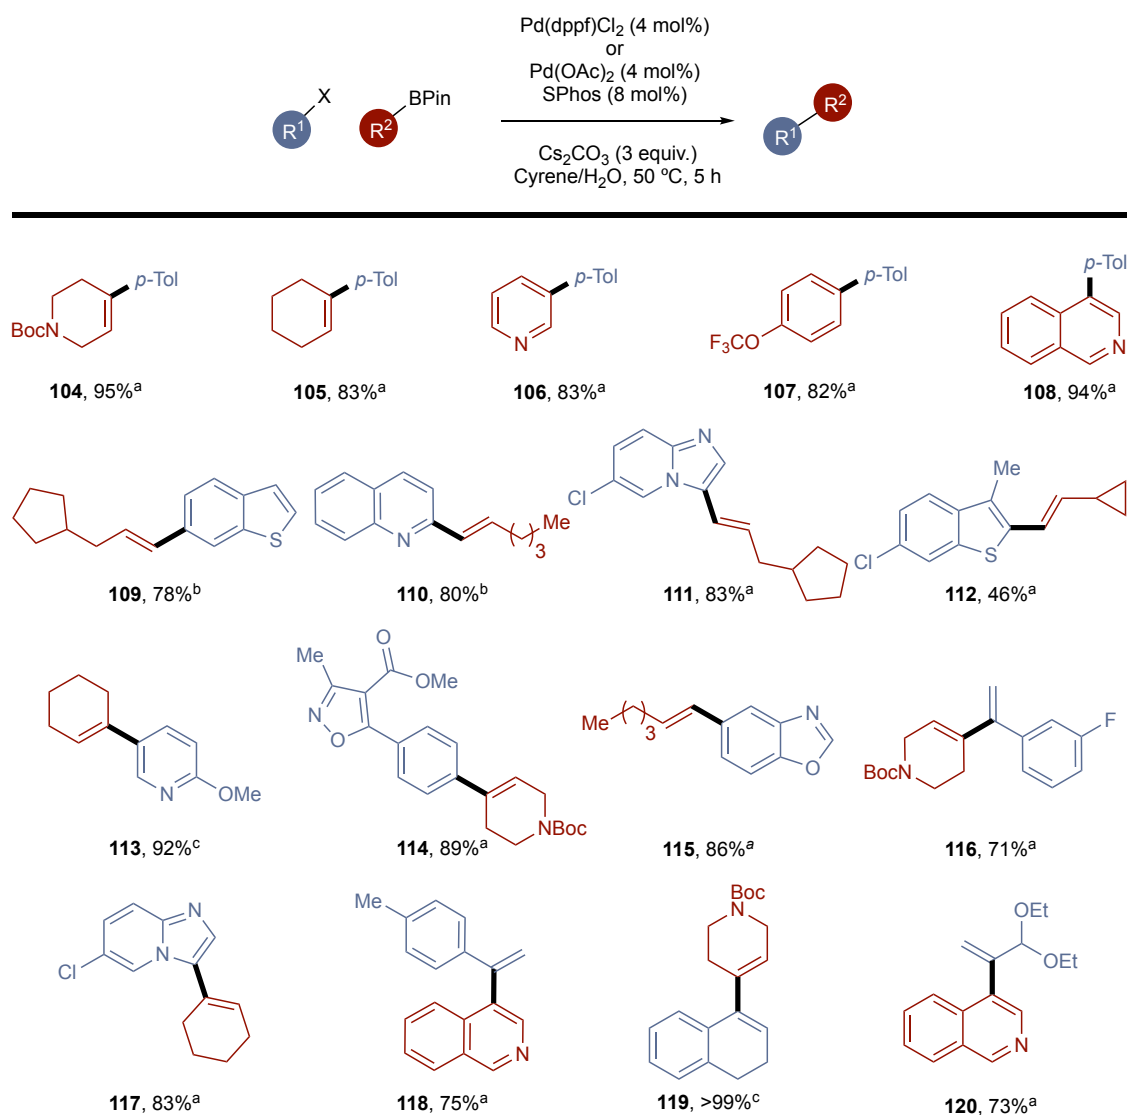 Pd(dppf)Cl₂ (4 mol%)
or
Pd(OAc)₂ (4 mol%)
SPhos (8 mol%)
X
R¹
BPin
R²
R¹
R²
Cs₂CO₃ (3 equiv.)
Cyrene/H₂O, 50 ºC, 5 h
p-Tol
BocN
104, 95%ᵃ
p-Tol
105, 83%ᵃ
p-Tol
N
106, 83%ᵃ
p-Tol
F₃CO
107, 82%ᵃ
p-Tol
N
108, 94%ᵃ
S
109, 78%ᵇ
N
Me
( )₃
110, 80%ᵇ
N
N
Cl
111, 83%ᵃ
Me
Cl
S
112, 46%ᵃ
N
OMe
113, 92%ᶜ
O
Me
OMe
N
O
NBoc
114, 89%ᵃ
Me
( )₃
N
O
115, 86%ᵃ
F
BocN
116, 71%ᵃ
N
N
Cl
117, 83%ᵃ
Me
N
118, 75%ᵃ
Boc
N
119, >99%ᶜ
OEt
OEt
N
120, 73%ᵃ